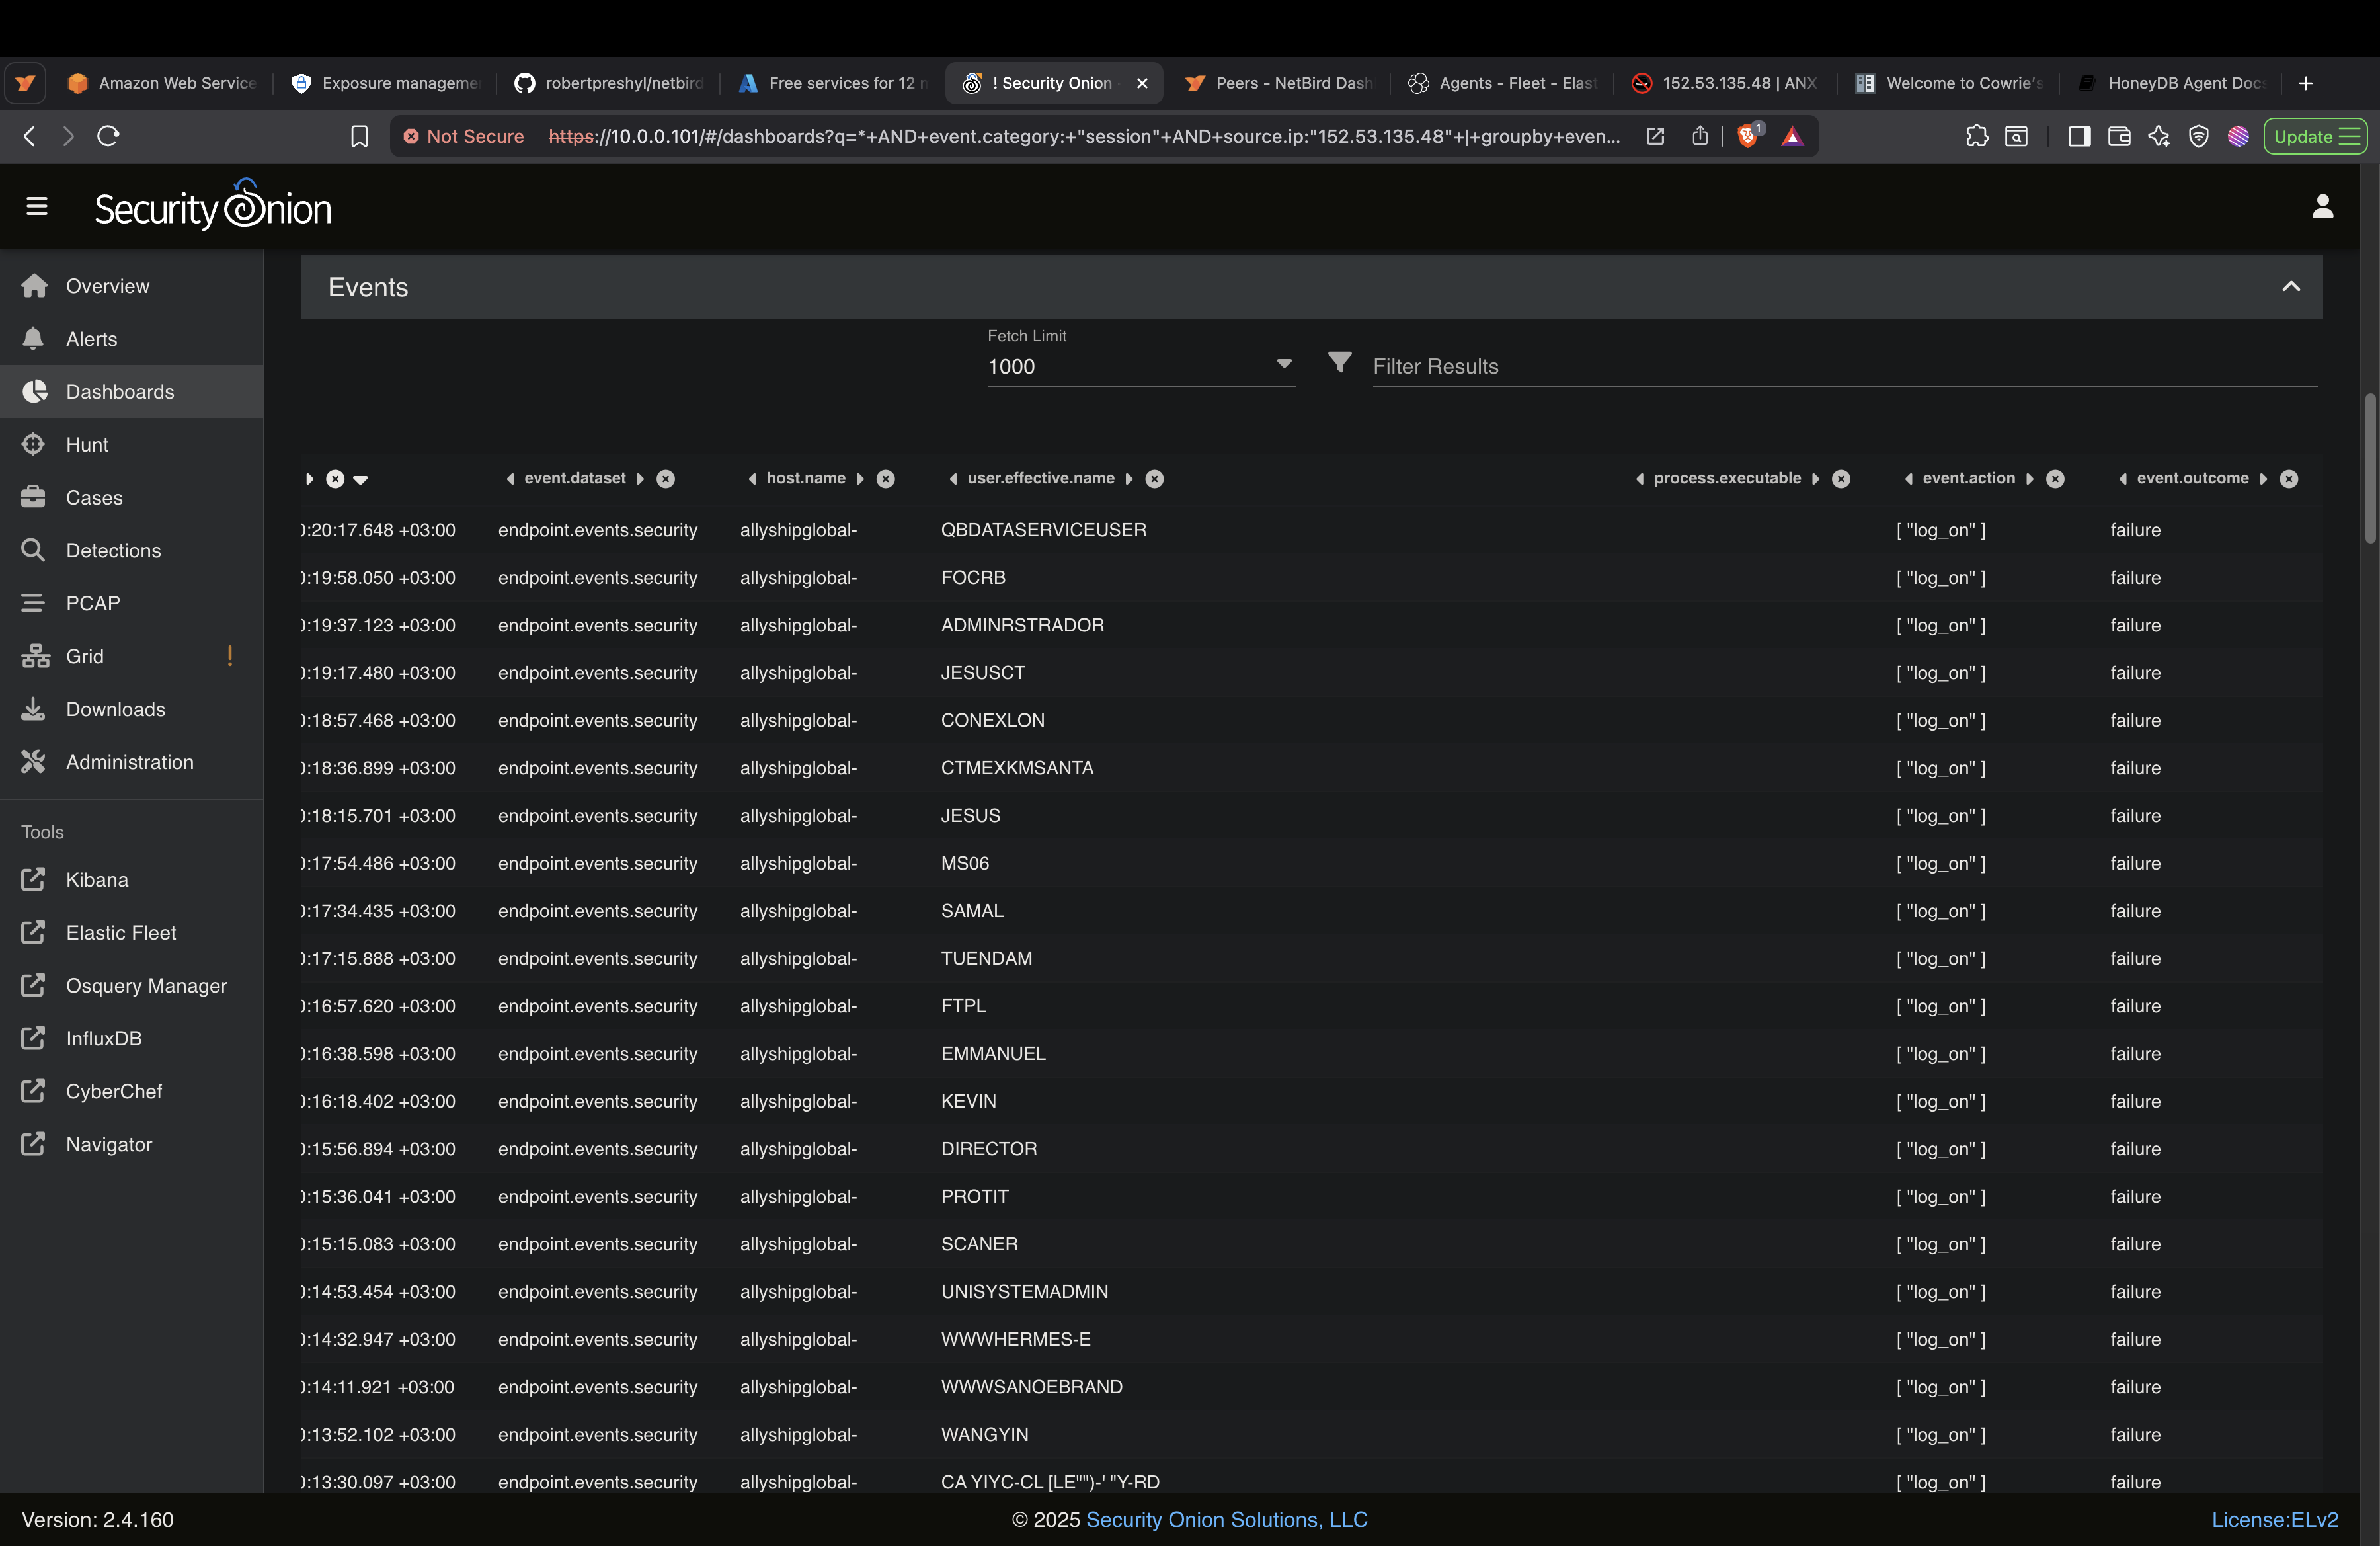 Amazon Web Service
Exposure manageme
robertpreshyl/netbird
Free services for 12 n
! Security Onion
Peers - NetBird Dash
Agents - Fleet - Elast
152.53.135.48 | ANX
Welcome to Cowrie's
HoneyDB Agent Docs
Not Secure https://10.0.0.101/#/dashboards?q=*+AND+event.category:+"session"+AND+source.ip:"152.53.135.48"+|+groupby+even...
1
Update
Security Onion
Overview
Alerts
Dashboards
Hunt
Cases
Detections
PCAP
Grid !
Downloads
Administration
Tools
Kibana
Elastic Fleet
Osquery Manager
InfluxDB
CyberChef
Navigator
Events
Fetch Limit
1000
Filter Results
event.dataset host.name user.effective.name process.executable event.action event.outcome
:20:17.648 +03:00 endpoint.events.security allyshipglobal- QBDATASERVICEUSER [ "log_on" ] failure
:19:58.050 +03:00 endpoint.events.security allyshipglobal- FOCRB [ "log_on" ] failure
:19:37.123 +03:00 endpoint.events.security allyshipglobal- ADMINRSTRADOR [ "log_on" ] failure
:19:17.480 +03:00 endpoint.events.security allyshipglobal- JESUSCT [ "log_on" ] failure
:18:57.468 +03:00 endpoint.events.security allyshipglobal- CONEXLON [ "log_on" ] failure
:18:36.899 +03:00 endpoint.events.security allyshipglobal- CTMEXKMSANTA [ "log_on" ] failure
:18:15.701 +03:00 endpoint.events.security allyshipglobal- JESUS [ "log_on" ] failure
:17:54.486 +03:00 endpoint.events.security allyshipglobal- MS06 [ "log_on" ] failure
:17:34.435 +03:00 endpoint.events.security allyshipglobal- SAMAL [ "log_on" ] failure
:17:15.888 +03:00 endpoint.events.security allyshipglobal- TUENDAM [ "log_on" ] failure
:16:57.620 +03:00 endpoint.events.security allyshipglobal- FTPL [ "log_on" ] failure
:16:38.598 +03:00 endpoint.events.security allyshipglobal- EMMANUEL [ "log_on" ] failure
:16:18.402 +03:00 endpoint.events.security allyshipglobal- KEVIN [ "log_on" ] failure
:15:56.894 +03:00 endpoint.events.security allyshipglobal- DIRECTOR [ "log_on" ] failure
:15:36.041 +03:00 endpoint.events.security allyshipglobal- PROTIT [ "log_on" ] failure
:15:15.083 +03:00 endpoint.events.security allyshipglobal- SCANER [ "log_on" ] failure
:14:53.454 +03:00 endpoint.events.security allyshipglobal- UNISYSTEMADMIN [ "log_on" ] failure
:14:32.947 +03:00 endpoint.events.security allyshipglobal- WWWHERMES-E [ "log_on" ] failure
:14:11.921 +03:00 endpoint.events.security allyshipglobal- WWWSANOEBRAND [ "log_on" ] failure
:13:52.102 +03:00 endpoint.events.security allyshipglobal- WANGYIN [ "log_on" ] failure
:13:30.097 +03:00 endpoint.events.security allyshipglobal- CA YIYC-CL [LE"")-' "Y-RD [ "log_on" ] failure
Version: 2.4.160
© 2025 Security Onion Solutions, LLC
License:ELv2